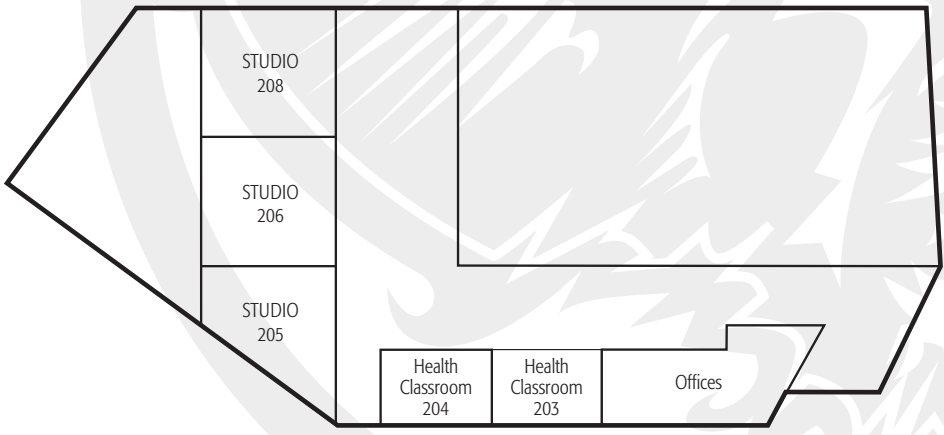 STUDIO
208
STUDIO
206
STUDIO
205
Health
Classroom
204
Health
Classroom
203
Offices